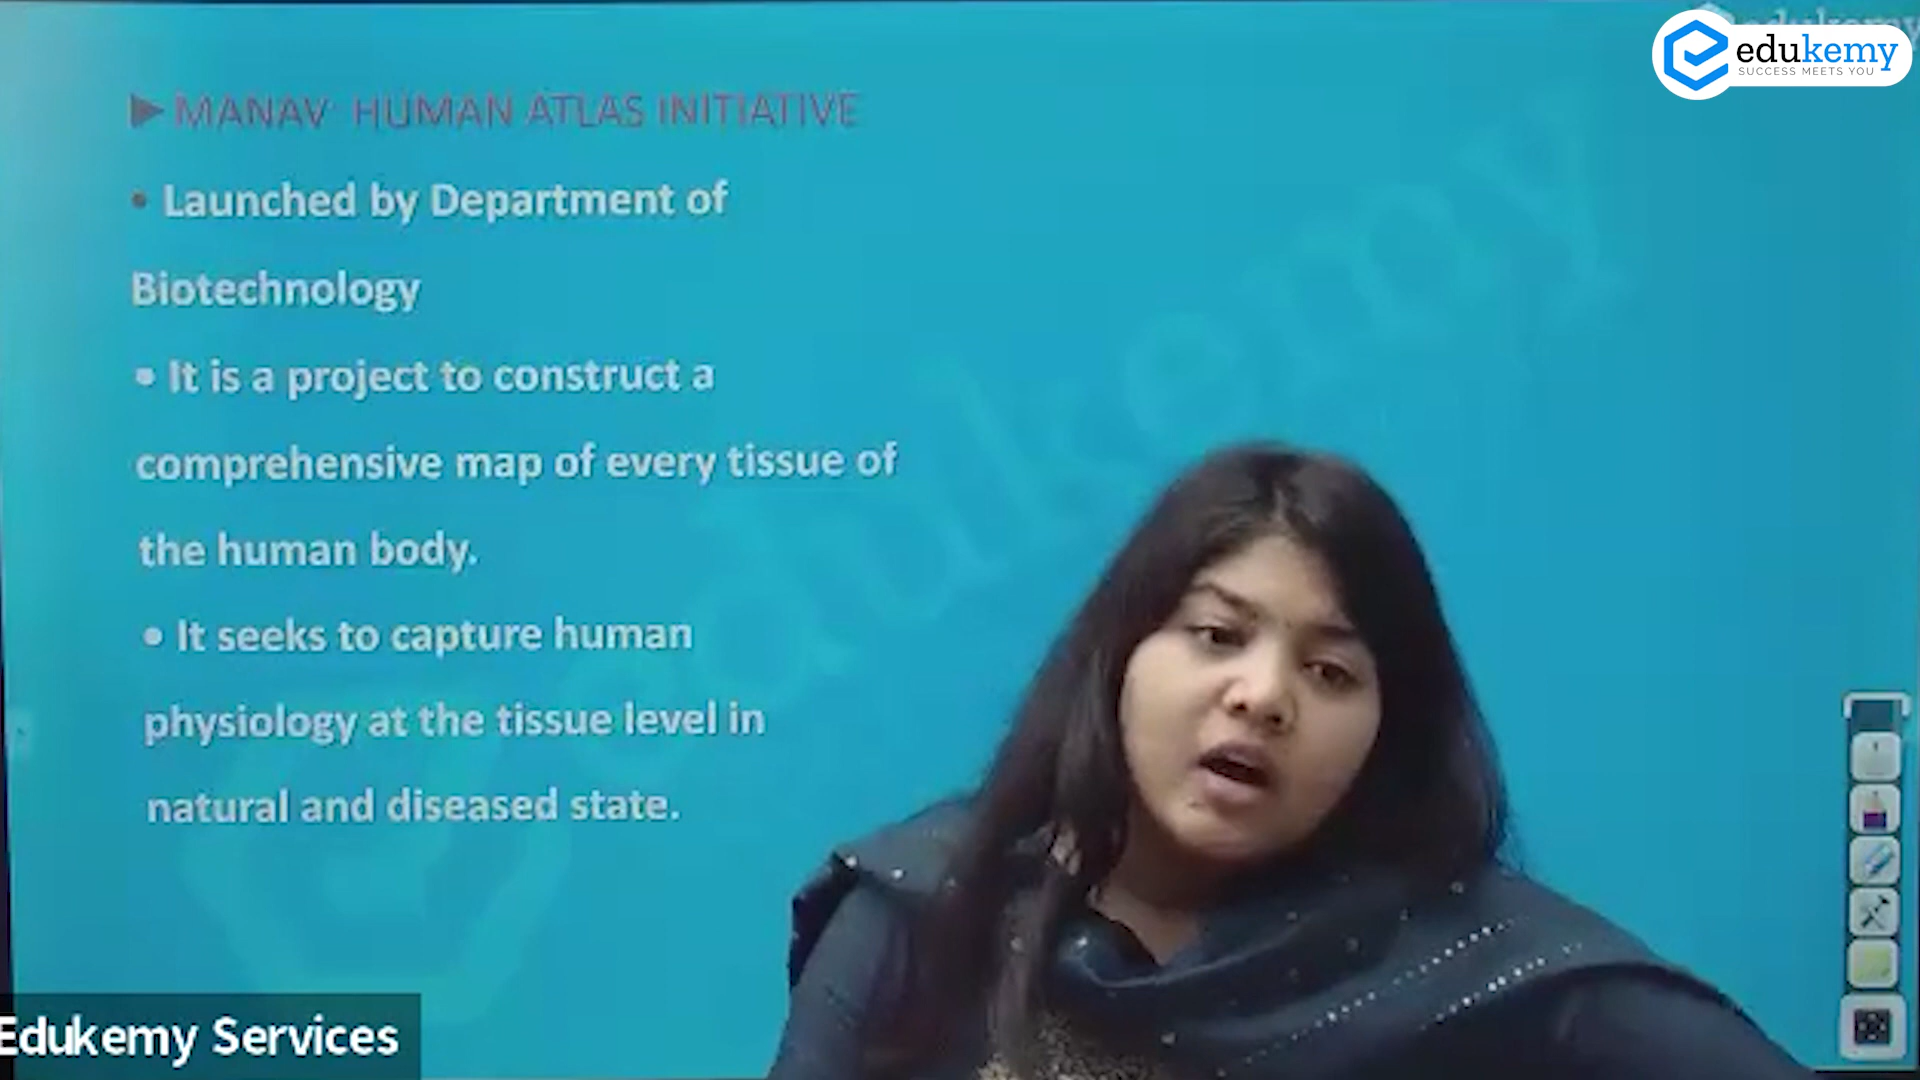 edukemy
SUCCESS MEETS YOU
MANAV HUMAN ATLAS INITIATIVE
• Launched by Department of
Biotechnology
• It is a project to construct a
comprehensive map of every tissue of
the human body.
• It seeks to capture human
physiology at the tissue level in
natural and diseased state.
edukemy
Edukemy Services